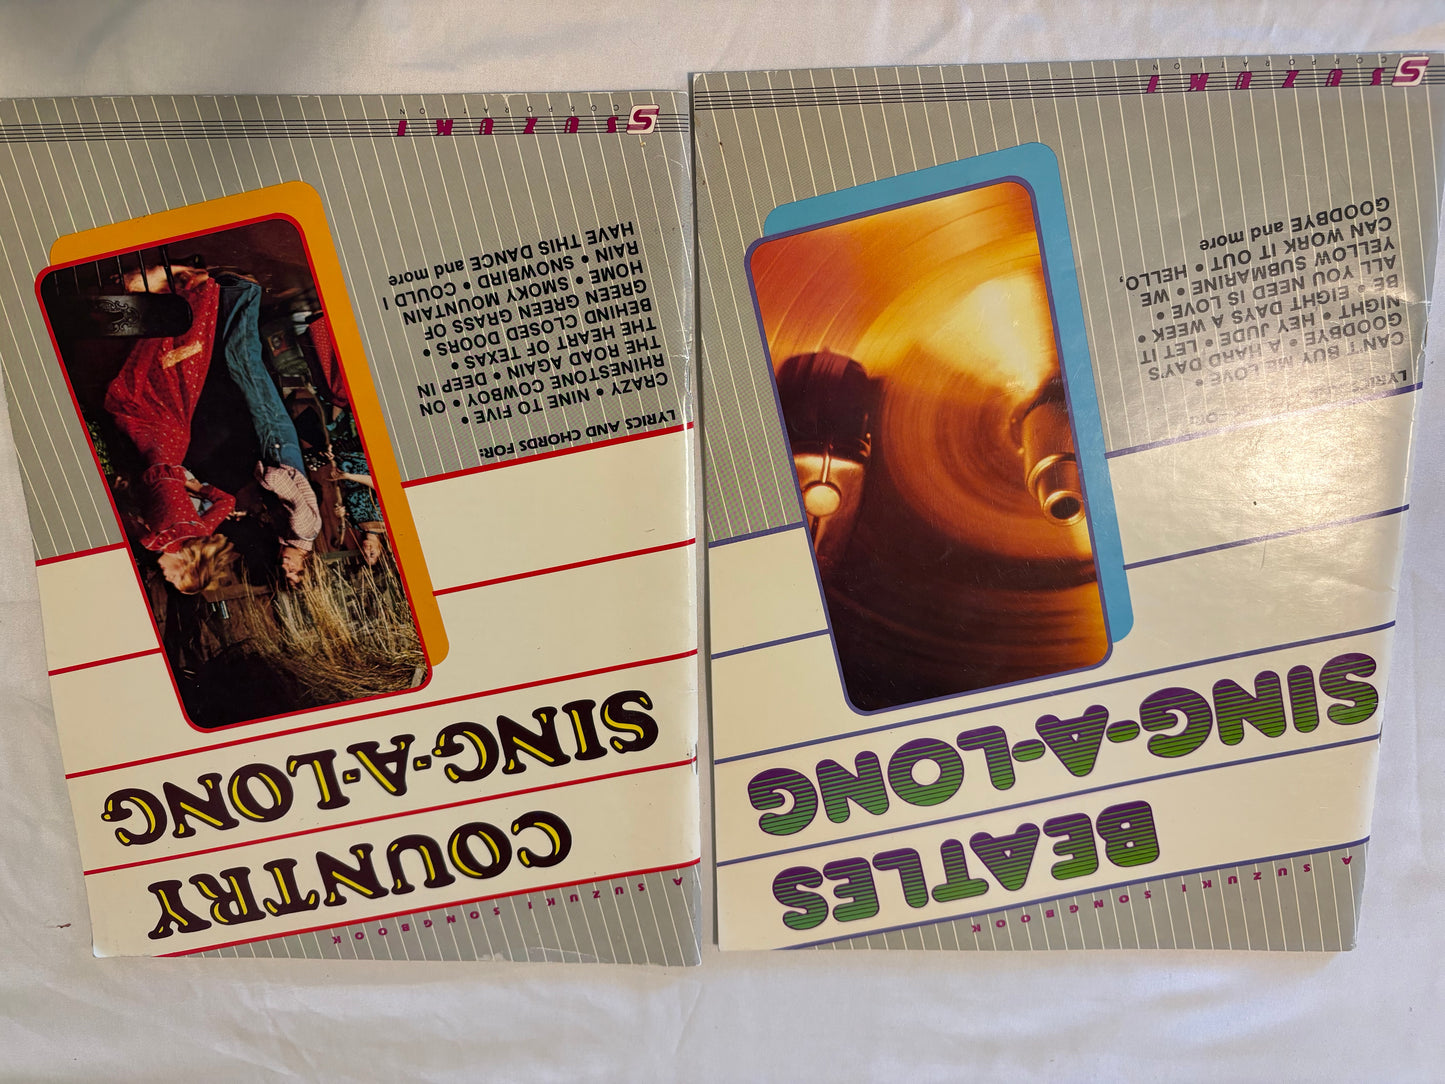 A SUZUKI SONGBOOK
BEATLES
SING-A-LONG
LYRICS
FOR:
CAN'T BUY ME LOVE •
GOODBYE • A HARD DAY'S
NIGHT • HEY JUDE • LET IT
BE • EIGHT DAYS A WEEK •
ALL YOU NEED IS LOVE •
YELLOW SUBMARINE • WE
CAN WORK IT OUT • HELLO,
GOODBYE and more
S SUZUKI
CORPORATION
A SUZUKI SONGBOOK
COUNTRY
SING-A-LONG
LYRICS AND CHORDS FOR:
CRAZY • NINE TO FIVE •
RHINESTONE COWBOY • ON
THE ROAD AGAIN • DEEP IN
THE HEART OF TEXAS •
BEHIND CLOSED DOORS •
GREEN GREEN GRASS OF
HOME • SMOKY MOUNTAIN
RAIN • SNOWBIRD • COULD I
HAVE THIS DANCE and more
S SUZUKI
CORPORATION